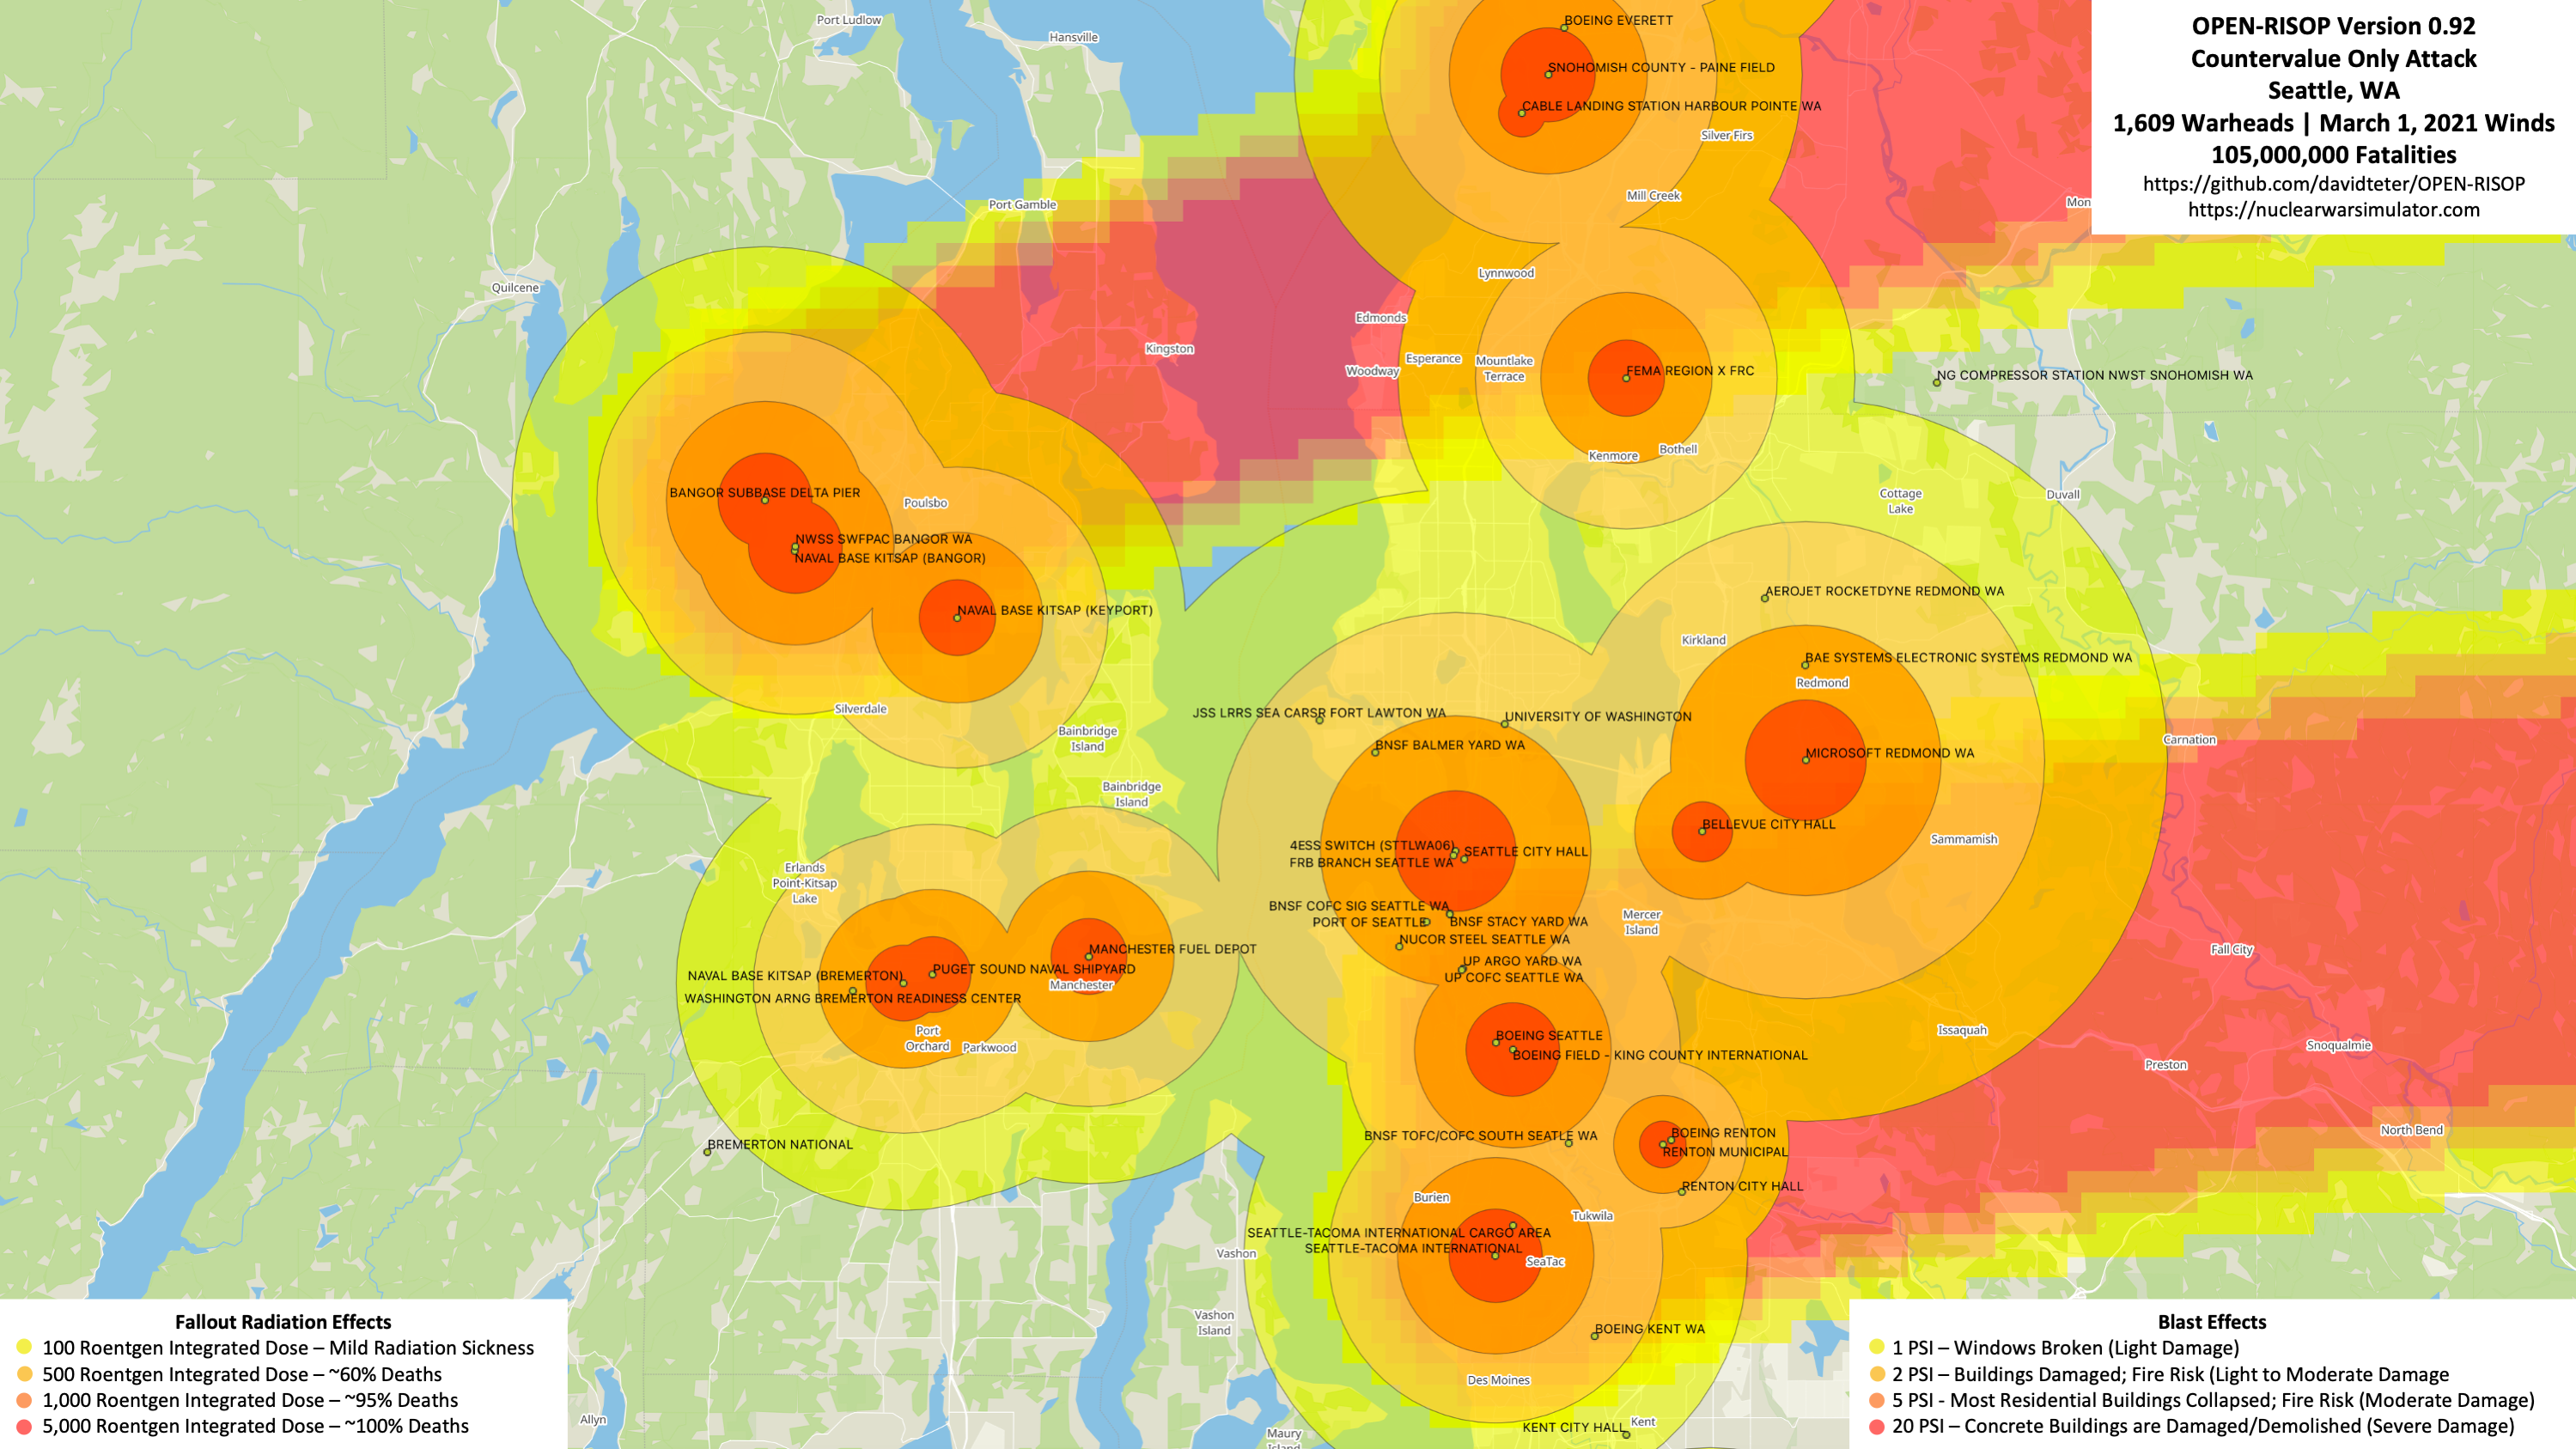 OPEN-RISOP Version 0.92
Countervalue Only Attack
Seattle, WA
1,609 Warheads | March 1, 2021 Winds
105,000,000 Fatalities
https://github.com/davidteter/OPEN-RISOP
https://nuclearwarsimulator.com
Port Ludlow
BOEING EVERETT
Hansville
SNOHOMISH COUNTY - PAINE FIELD
CABLE LANDING STATION HARBOUR POINTE WA
Silver Firs
Mill Creek
Mon
Port Gamble
Lynnwood
Quilcene
Edmonds
Kingston
Esperance
Mountlake
Terrace
Woodway
FEMA REGION X FRC
NG COMPRESSOR STATION NWST SNOHOMISH WA
Bothell
Kenmore
BANGOR SUBBASE DELTA PIER
Poulsbo
Cottage
Lake
Duvall
NWSS SWFPAC BANGOR WA
NAVAL BASE KITSAP (BANGOR)
AEROJET ROCKETDYNE REDMOND WA
NAVAL BASE KITSAP (KEYPORT)
Kirkland
BAE SYSTEMS ELECTRONIC SYSTEMS REDMOND WA
Redmond
Silverdale
JSS LRRS SEA CARSR FORT LAWTON WA
UNIVERSITY OF WASHINGTON
Bainbridge
Island
BNSF BALMER YARD WA
MICROSOFT REDMOND WA
Carnation
Bainbridge
Island
BELLEVUE CITY HALL
4ESS SWITCH (STTLWA06)
SEATTLE CITY HALL
FRB BRANCH SEATTLE WA
Sammamish
Erlands
Point-Kitsap
Lake
BNSF COFC SIG SEATTLE WA
PORT OF SEATTLE
BNSF STACY YARD WA
Mercer
Island
NUCOR STEEL SEATTLE WA
MANCHESTER FUEL DEPOT
Fall City
UP ARGO YARD WA
UP COFC SEATTLE WA
NAVAL BASE KITSAP (BREMERTON)
PUGET SOUND NAVAL SHIPYARD
Manchester
WASHINGTON ARNG BREMERTON READINESS CENTER
Port
Orchard
Parkwood
BOEING SEATTLE
BOEING FIELD - KING COUNTY INTERNATIONAL
Issaquah
Snoqualmie
Preston
BREMERTON NATIONAL
BNSF TOFC/COFC SOUTH SEATLE WA
BOEING RENTON
RENTON MUNICIPAL
North Bend
RENTON CITY HALL
Burien
Tukwila
SEATTLE-TACOMA INTERNATIONAL CARGO AREA
SEATTLE-TACOMA INTERNATIONAL
SeaTac
Vashon
Vashon
Island
BOEING KENT WA
Des Moines
Allyn
KENT CITY HALL
Kent
Maury
Island
Fallout Radiation Effects
100 Roentgen Integrated Dose – Mild Radiation Sickness
500 Roentgen Integrated Dose – ~60% Deaths
1,000 Roentgen Integrated Dose – ~95% Deaths
5,000 Roentgen Integrated Dose – ~100% Deaths
Blast Effects
1 PSI – Windows Broken (Light Damage)
2 PSI – Buildings Damaged; Fire Risk (Light to Moderate Damage
5 PSI - Most Residential Buildings Collapsed; Fire Risk (Moderate Damage)
20 PSI – Concrete Buildings are Damaged/Demolished (Severe Damage)